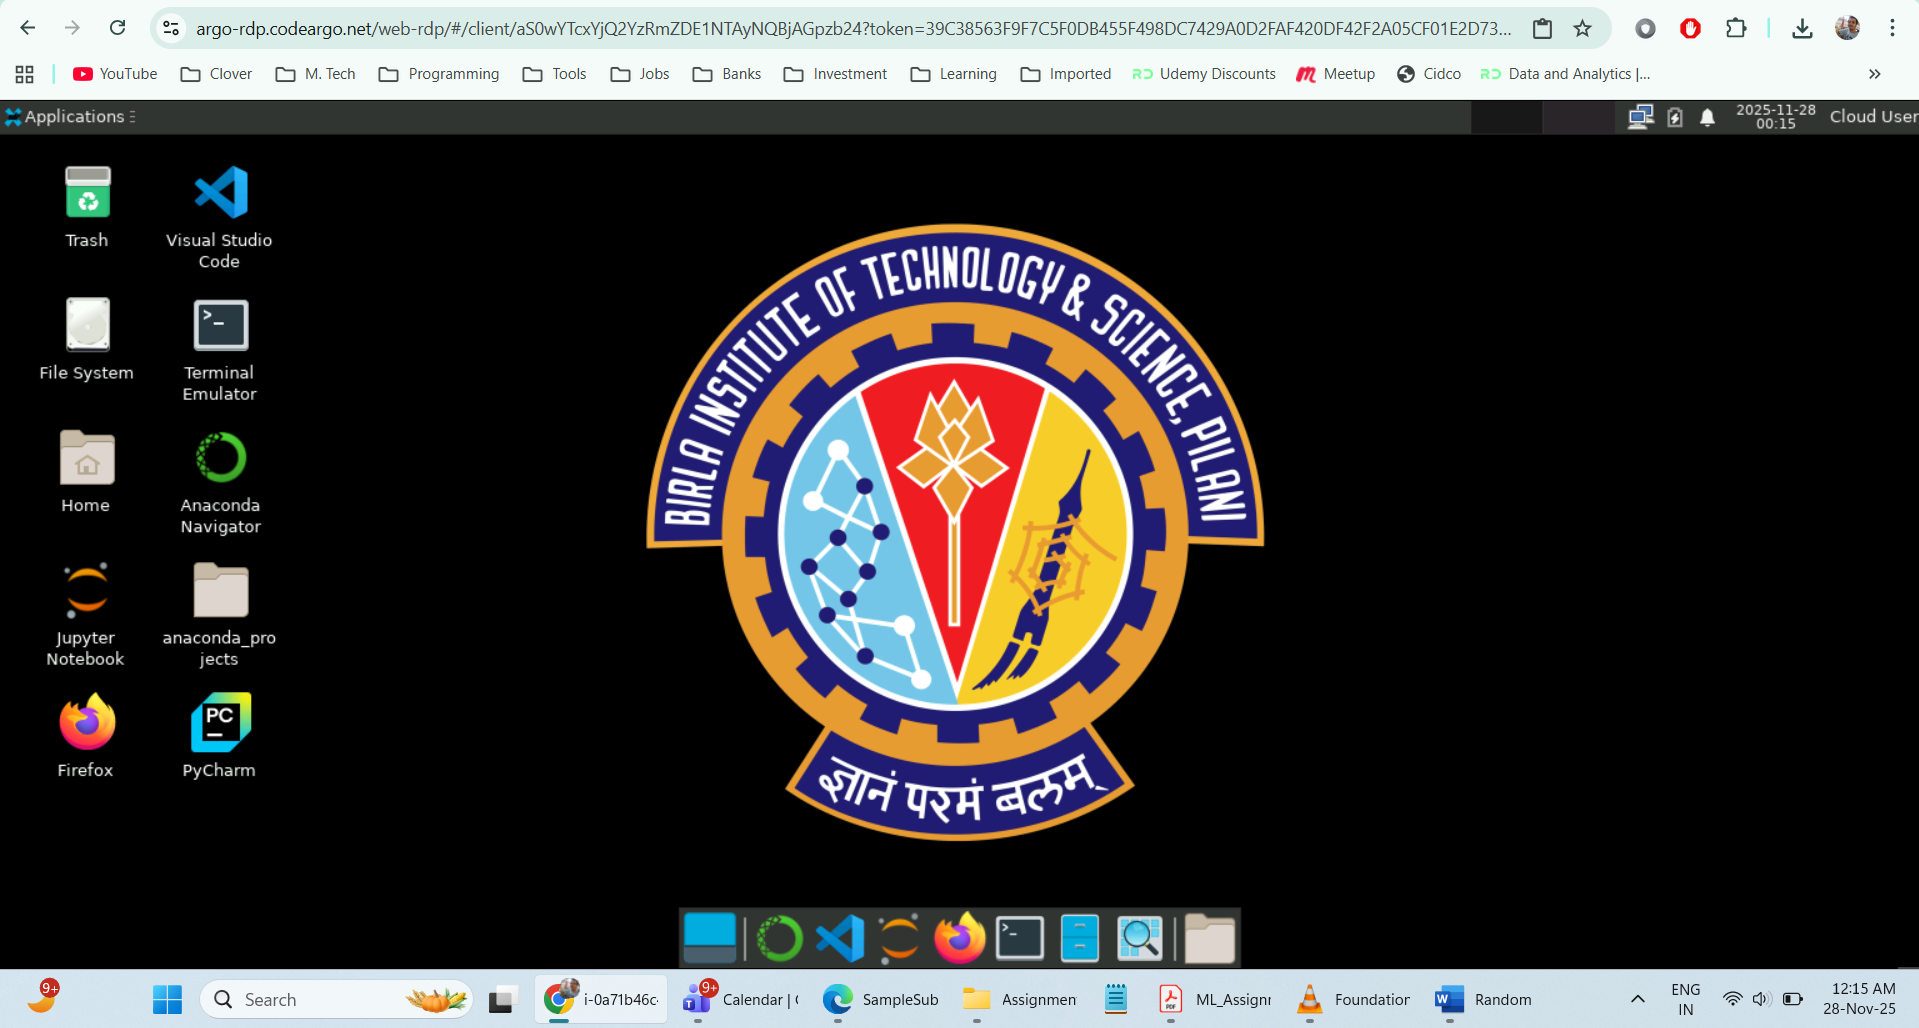 argo-rdp.codeargo.net/web-rdp/#/client/aS0wYTcxYjQ2YzRmZDE1NTAyNQBjAGpzb24?token=39C38563F9F7C5F0DB455F498DC7429A0D2FAF420DF42F2A05CF01E2D73...
YouTube Clover M. Tech Programming Tools Jobs Banks Investment Learning Imported Udemy Discounts Meetup Cidco Data and Analytics |...
Applications
2025-11-28
00:15
Cloud User
Trash
Visual Studio
Code
File System
Terminal
Emulator
Home
Anaconda
Navigator
Jupyter
Notebook
anaconda_pro
jects
Firefox
PC
PyCharm
BIRLA INSTITUTE OF TECHNOLOGY & SCIENCE, PILANI
ज्ञानं परमं बलम्
9+
Search
i-0a71b46c
9+
Calendar | (
SampleSub
Assignmen
PDF
ML_Assignr
Foundation
Random
ENG
IN
12:15 AM
28-Nov-25